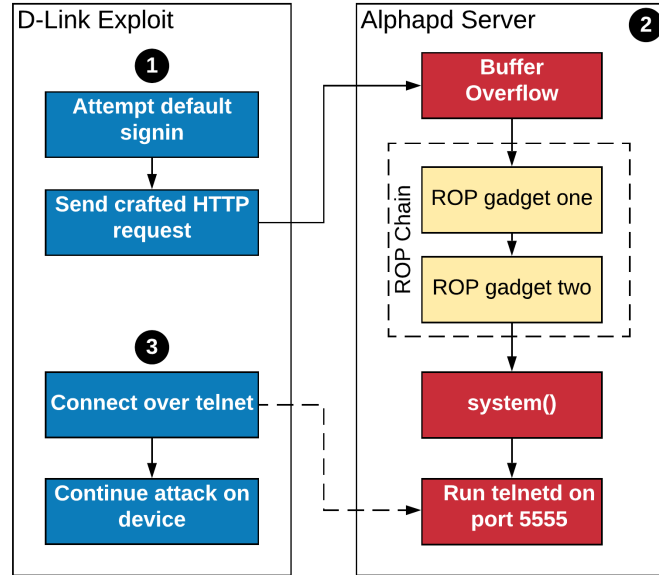 D-Link Exploit
1
Attempt default
signin
Send crafted HTTP
request
3
Connect over telnet
Continue attack on
device
Alphapd Server
2
Buffer
Overflow
ROP Chain
ROP gadget one
ROP gadget two
system()
Run telnetd on
port 5555